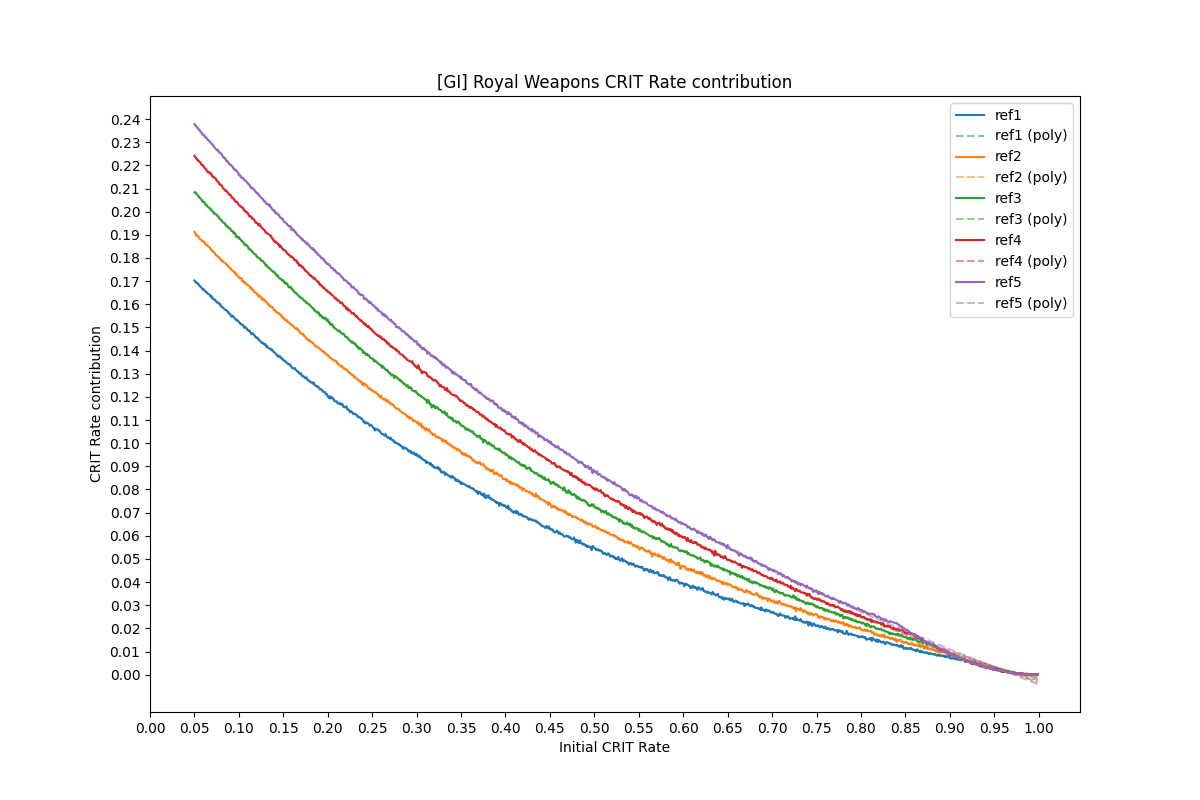 [GI] Royal Weapons CRIT Rate contribution
CRIT Rate contribution
0.24
0.23
0.22
0.21
0.20
0.19
0.18
0.17
0.16
0.15
0.14
0.13
0.12
0.11
0.10
0.09
0.08
0.07
0.06
0.05
0.04
0.03
0.02
0.01
0.00
ref1
ref1 (poly)
ref2
ref2 (poly)
ref3
ref3 (poly)
ref4
ref4 (poly)
ref5
ref5 (poly)
0.00 0.05 0.10 0.15 0.20 0.25 0.30 0.35 0.40 0.45 0.50 0.55 0.60 0.65 0.70 0.75 0.80 0.85 0.90 0.95 1.00
Initial CRIT Rate